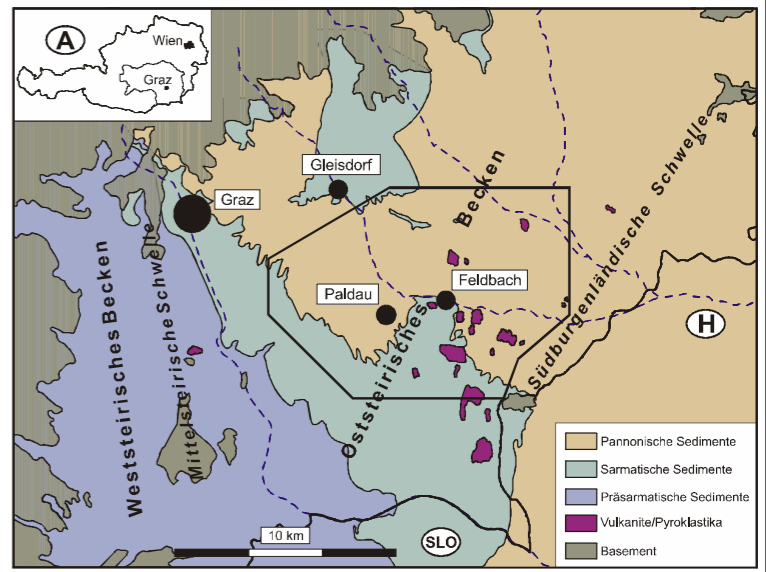 A
Wien
Graz
Gleisdorf
Graz
Paldau
Feldbach
Weststeirisches Becken
Mittelsteirische Schwelle
Oststeirisches Becken
Südburgenländische Schwelle
H
SLO
10 km
Pannonische Sedimente
Sarmatische Sedimente
Präsarmatische Sedimente
Vulkanite/Pyroklastika
Basement